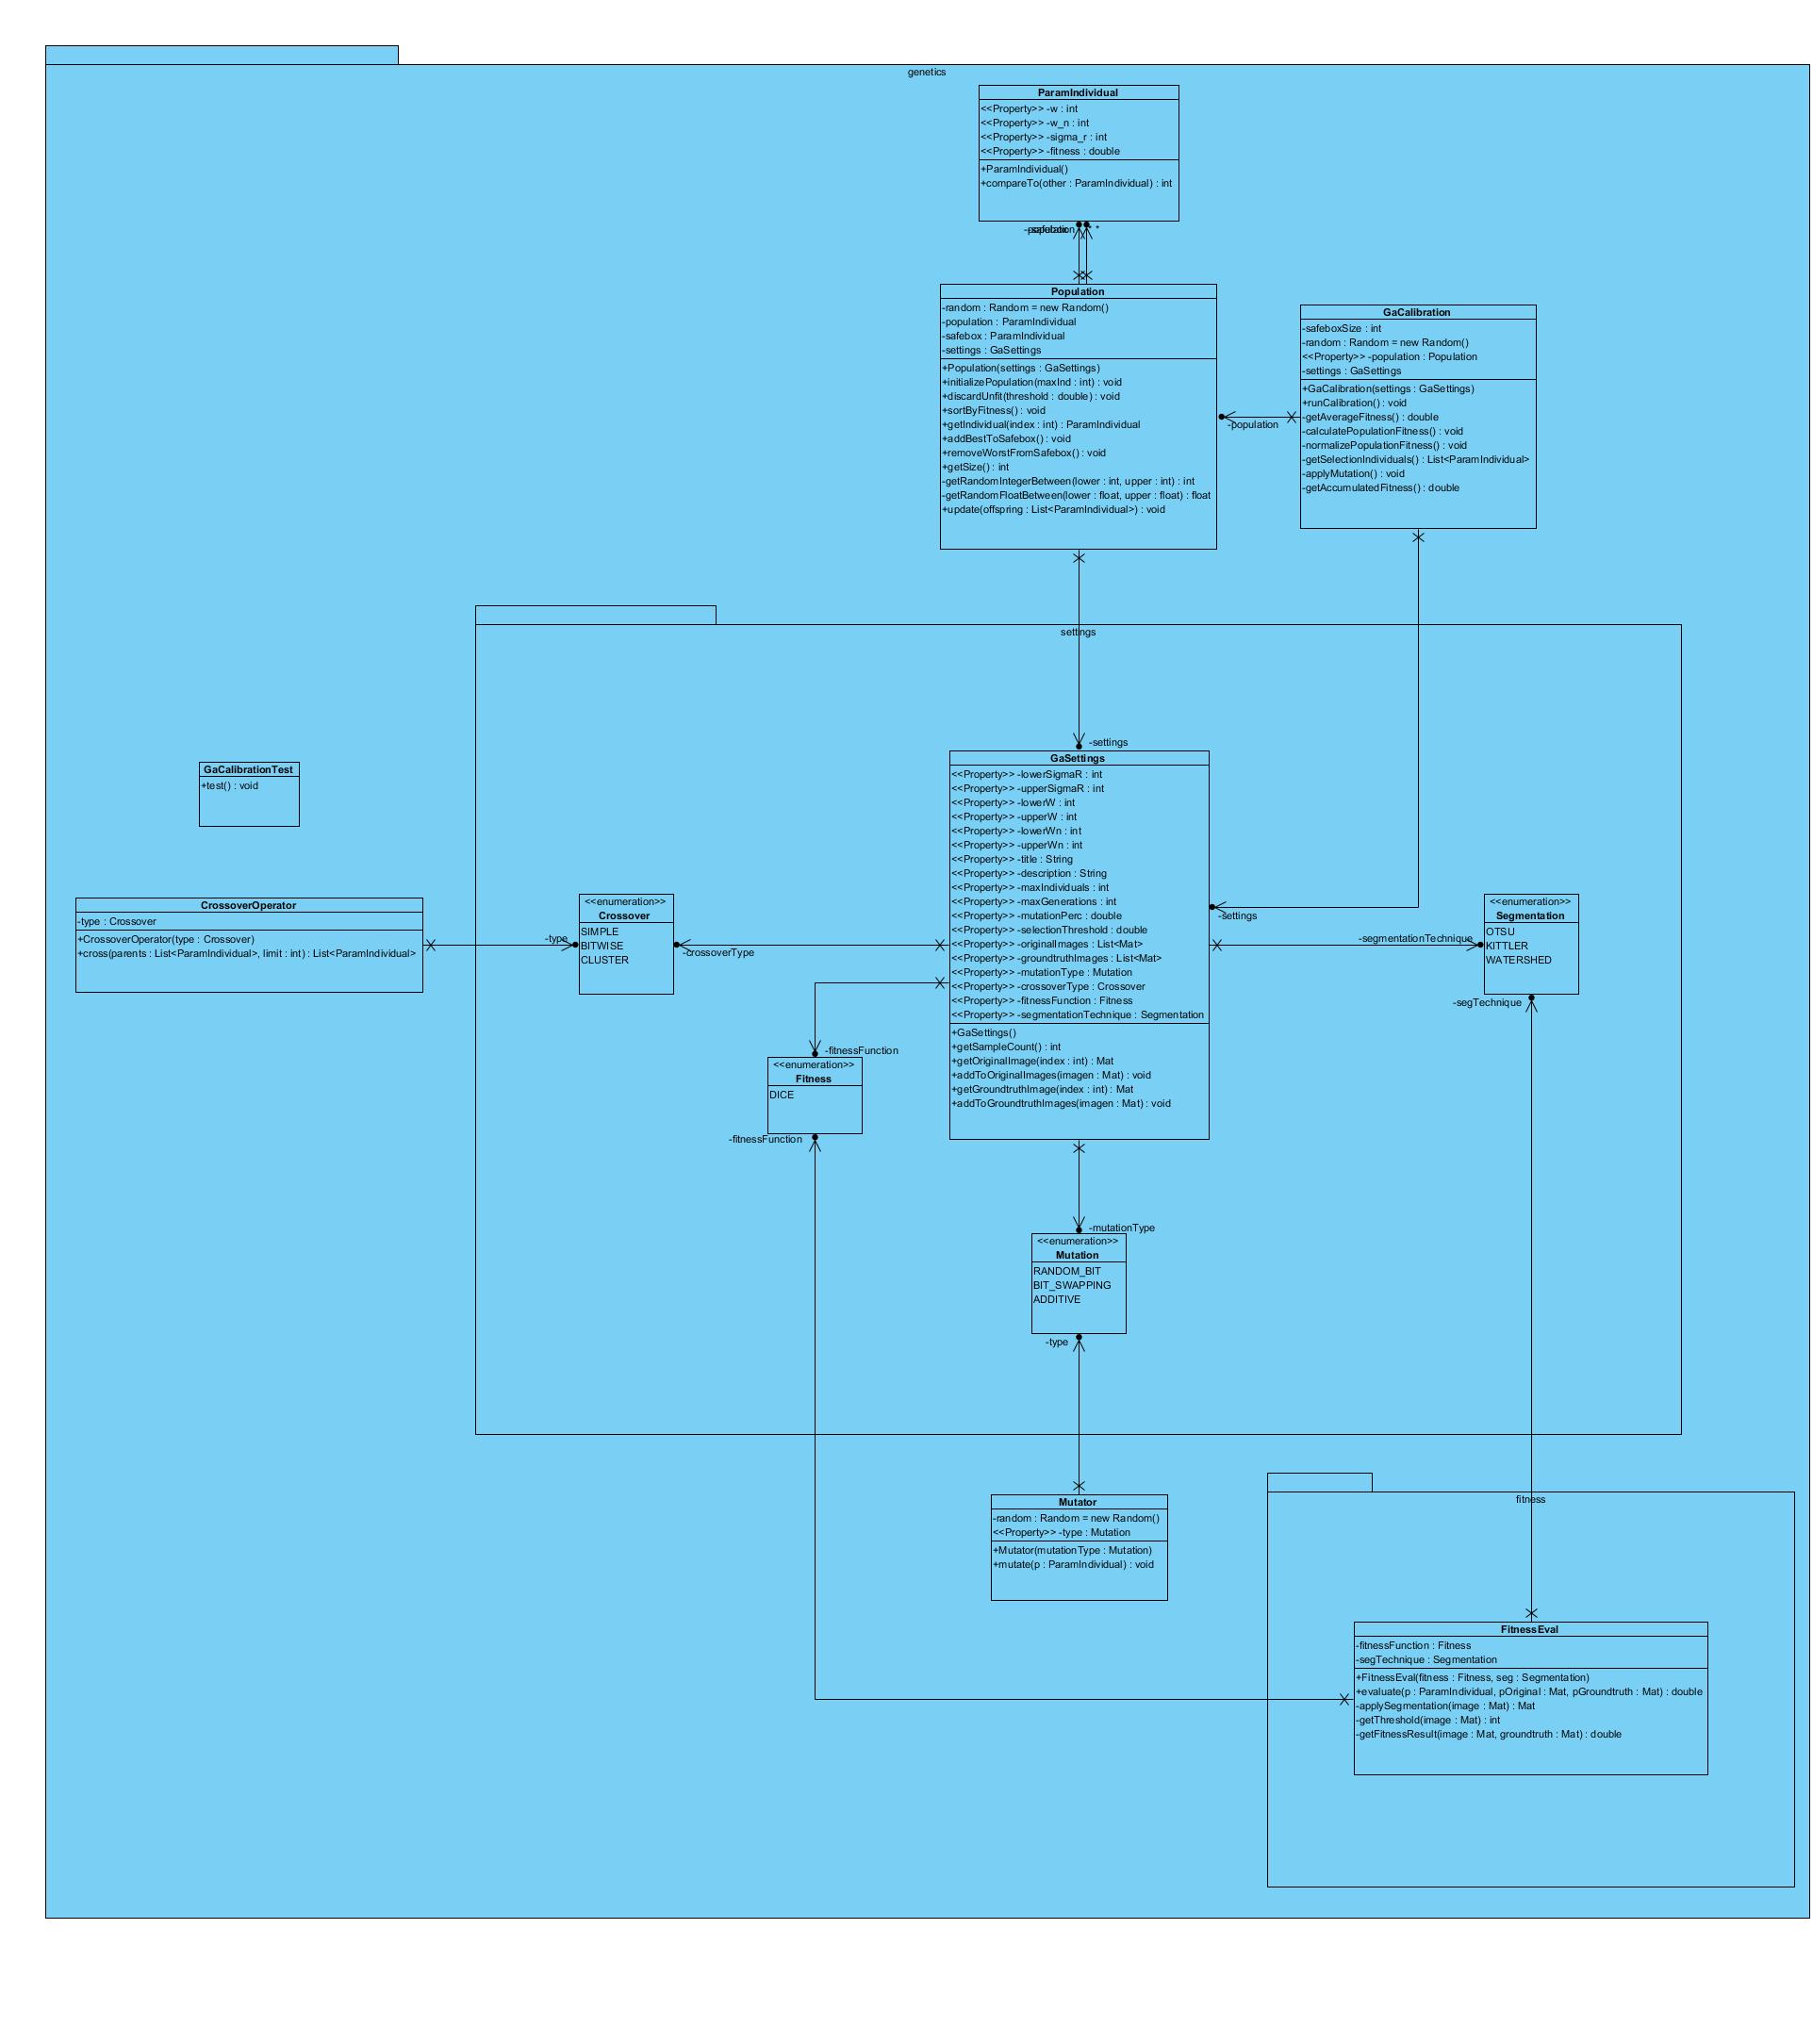 genetics
ParamIndividual
<<Property>> -w : int
<<Property>> -w_n : int
<<Property>> -sigma_r : int
<<Property>> -fitness : double
+ParamIndividual()
+compareTo(other : ParamIndividual) : int
-population
-safebox
* *
Population
-random : Random = new Random()
-population : ParamIndividual
-safebox : ParamIndividual
-settings : GaSettings
+Population(settings : GaSettings)
+initializePopulation(maxInd : int) : void
+discardUnfit(threshold : double) : void
+sortByFitness() : void
+getIndividual(index : int) : ParamIndividual
+addBestToSafebox() : void
+removeWorstFromSafebox() : void
+getSize() : int
-getRandomIntegerBetween(lower : int, upper : int) : int
-getRandomFloatBetween(lower : float, upper : float) : float
+update(offspring : List<ParamIndividual>) : void
GaCalibration
-safeboxSize : int
-random : Random = new Random()
<<Property>> -population : Population
-settings : GaSettings
+GaCalibration(settings : GaSettings)
+runCalibration() : void
-getAverageFitness() : double
-calculatePopulationFitness() : void
-normalizePopulationFitness() : void
-getSelectionIndividuals() : List<ParamIndividual>
-applyMutation() : void
-getAccumulatedFitness() : double
-population
settings
-settings
GaCalibrationTest
+test() : void
GaSettings
<<Property>> -lowerSigmaR : int
<<Property>> -upperSigmaR : int
<<Property>> -lowerW : int
<<Property>> -upperW : int
<<Property>> -lowerWn : int
<<Property>> -upperWn : int
<<Property>> -title : String
<<Property>> -description : String
<<Property>> -maxIndividuals : int
<<Property>> -maxGenerations : int
<<Property>> -mutationPerc : double
<<Property>> -selectionThreshold : double
<<Property>> -originalImages : List<Mat>
<<Property>> -groundtruthImages : List<Mat>
<<Property>> -mutationType : Mutation
<<Property>> -crossoverType : Crossover
<<Property>> -fitnessFunction : Fitness
<<Property>> -segmentationTechnique : Segmentation
+GaSettings()
+getSampleCount() : int
+getOriginalImage(index : int) : Mat
+addToOriginalImages(imagen : Mat) : void
+getGroundtruthImage(index : int) : Mat
+addToGroundtruthImages(imagen : Mat) : void
-settings
CrossoverOperator
-type : Crossover
+CrossoverOperator(type : Crossover)
+cross(parents : List<ParamIndividual>, limit : int) : List<ParamIndividual>
-type
<<enumeration>>
Crossover
SIMPLE
BITWISE
CLUSTER
-crossoverType
-segmentationTechnique
<<enumeration>>
Segmentation
OTSU
KITTLER
WATERSHED
-segTechnique
-fitnessFunction
<<enumeration>>
Fitness
DICE
-fitnessFunction
-mutationType
<<enumeration>>
Mutation
RANDOM_BIT
BIT_SWAPPING
ADDITIVE
-type
Mutator
-random : Random = new Random()
<<Property>> -type : Mutation
+Mutator(mutationType : Mutation)
+mutate(p : ParamIndividual) : void
fitness
FitnessEval
-fitnessFunction : Fitness
-segTechnique : Segmentation
+FitnessEval(fitness : Fitness, seg : Segmentation)
+evaluate(p : ParamIndividual, pOriginal : Mat, pGroundtruth : Mat) : double
-applySegmentation(image : Mat) : Mat
-getThreshold(image : Mat) : int
-getFitnessResult(image : Mat, groundtruth : Mat) : double